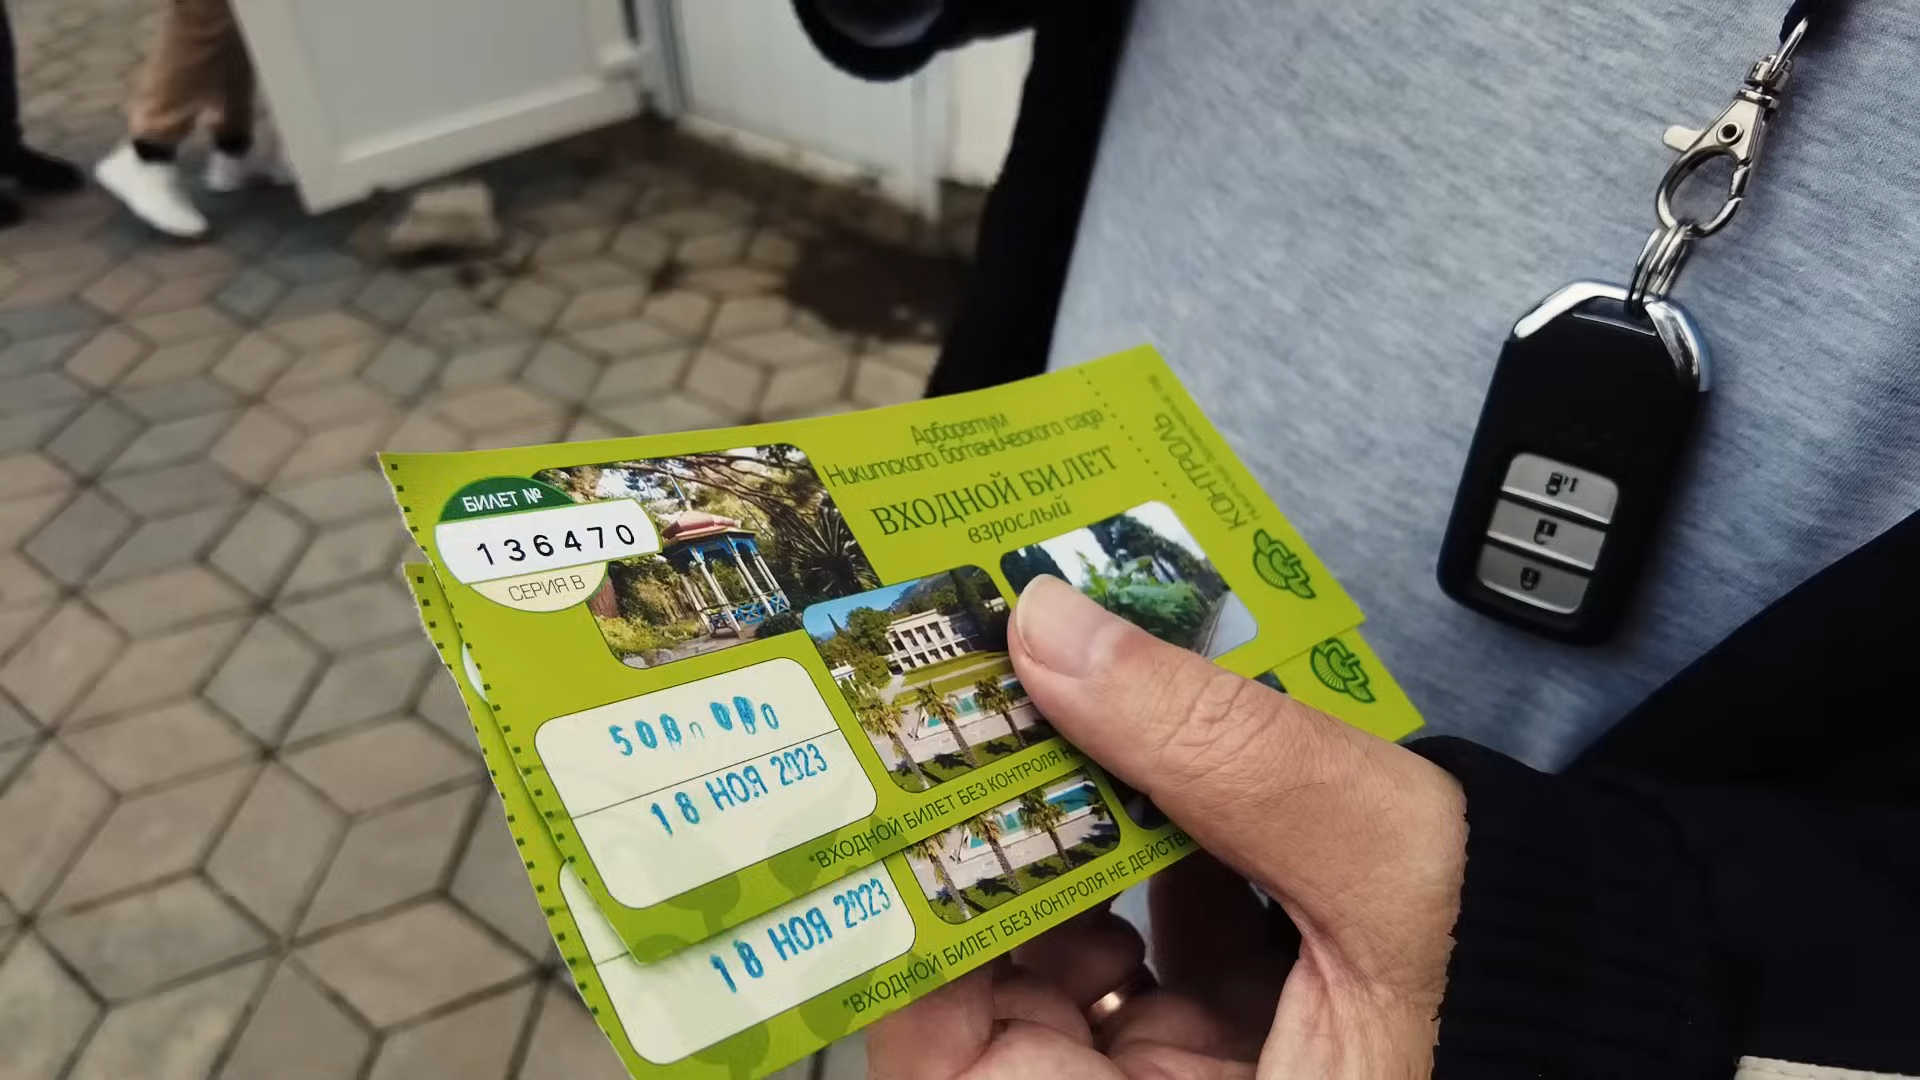 БИЛЕТ №
136470
СЕРИЯ В
Арборетум
Никитского ботанического сада
ВХОДНОЙ БИЛЕТ
взрослый
КОНТРОЛЬ
18 НОЯ 2023
*ВХОДНОЙ БИЛЕТ БЕЗ КОНТРОЛЯ
18 НОЯ 2023
*ВХОДНОЙ БИЛЕТ БЕЗ КОНТРОЛЯ НЕ